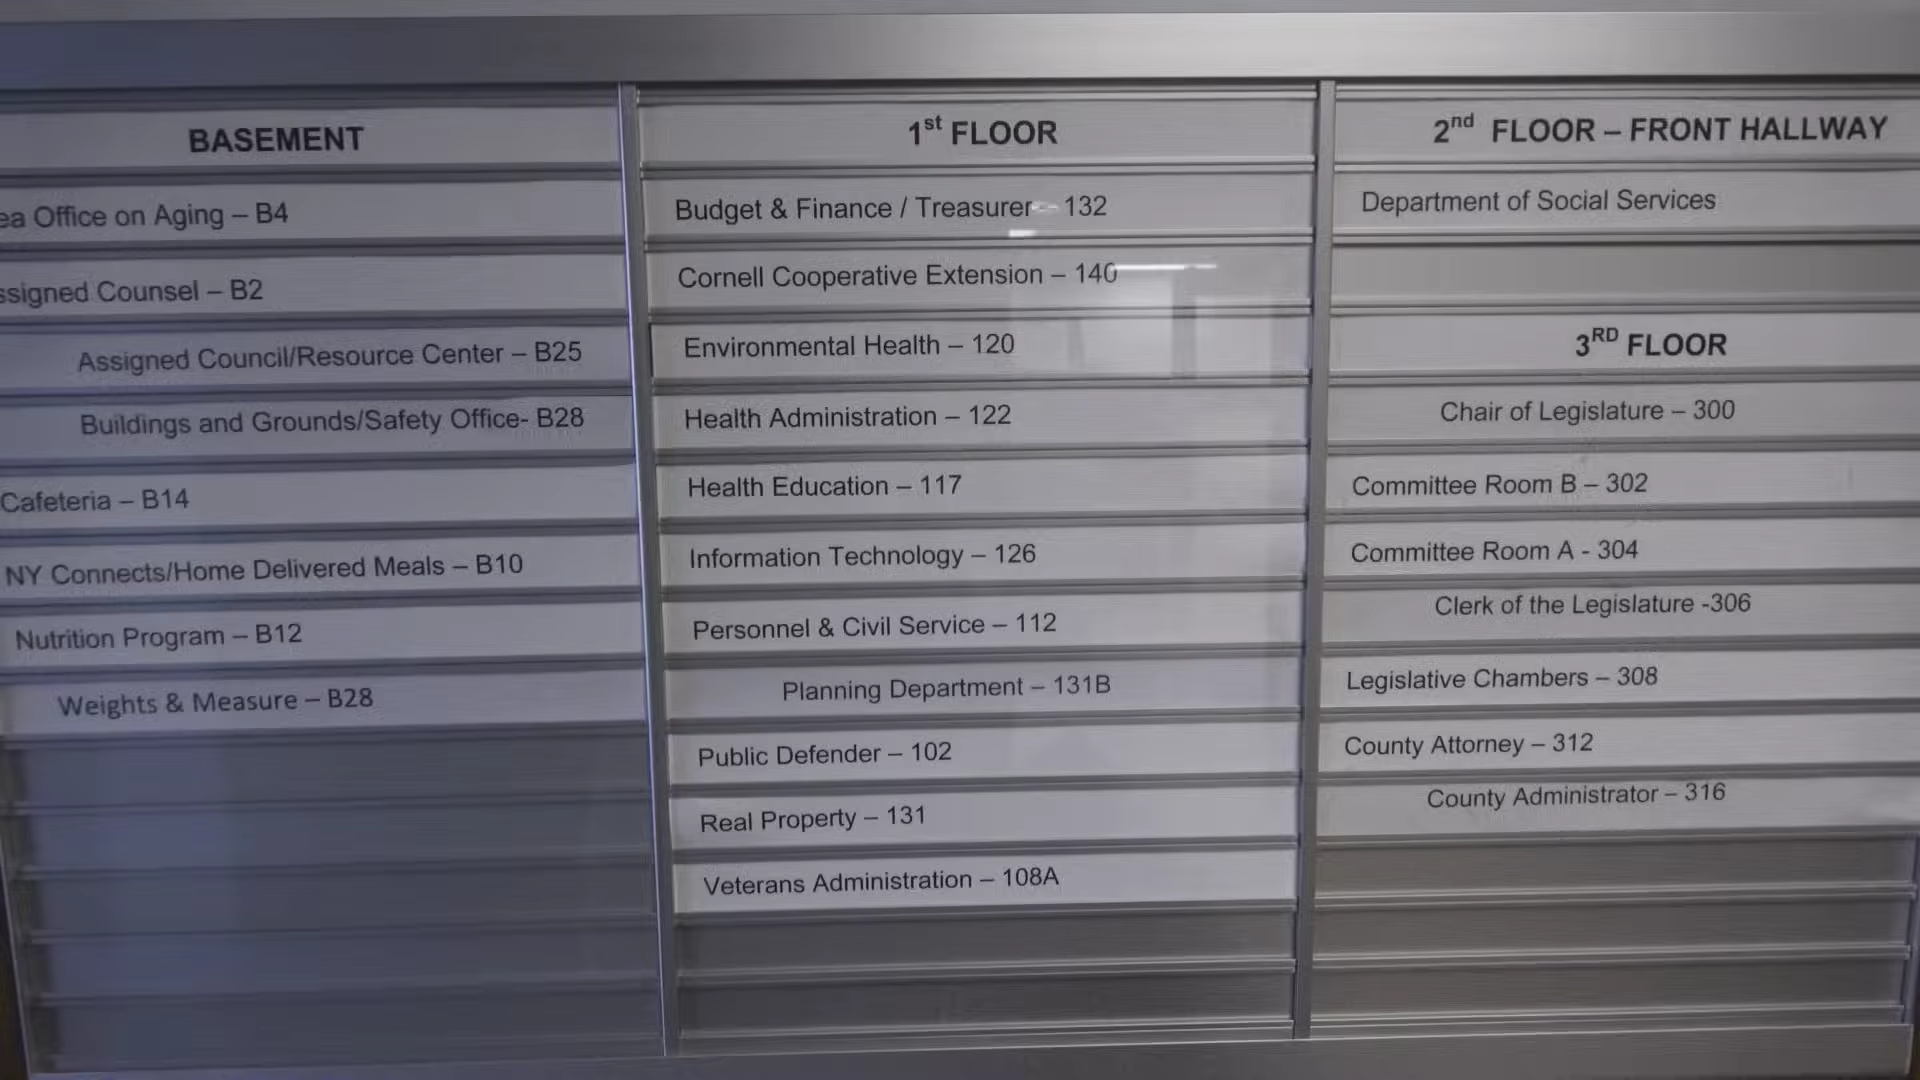 BASEMENT
ea Office on Aging – B4
ssigned Counsel – B2
Assigned Council/Resource Center – B25
Buildings and Grounds/Safety Office- B28
Cafeteria – B14
NY Connects/Home Delivered Meals – B10
Nutrition Program – B12
Weights & Measure – B28
1st FLOOR
Budget & Finance / Treasurer – 132
Cornell Cooperative Extension – 140
Environmental Health – 120
Health Administration – 122
Health Education – 117
Information Technology – 126
Personnel & Civil Service – 112
Planning Department – 131B
Public Defender – 102
Real Property – 131
Veterans Administration – 108A
2nd FLOOR – FRONT HALLWAY
Department of Social Services
3RD FLOOR
Chair of Legislature – 300
Committee Room B – 302
Committee Room A - 304
Clerk of the Legislature -306
Legislative Chambers – 308
County Attorney – 312
County Administrator – 316